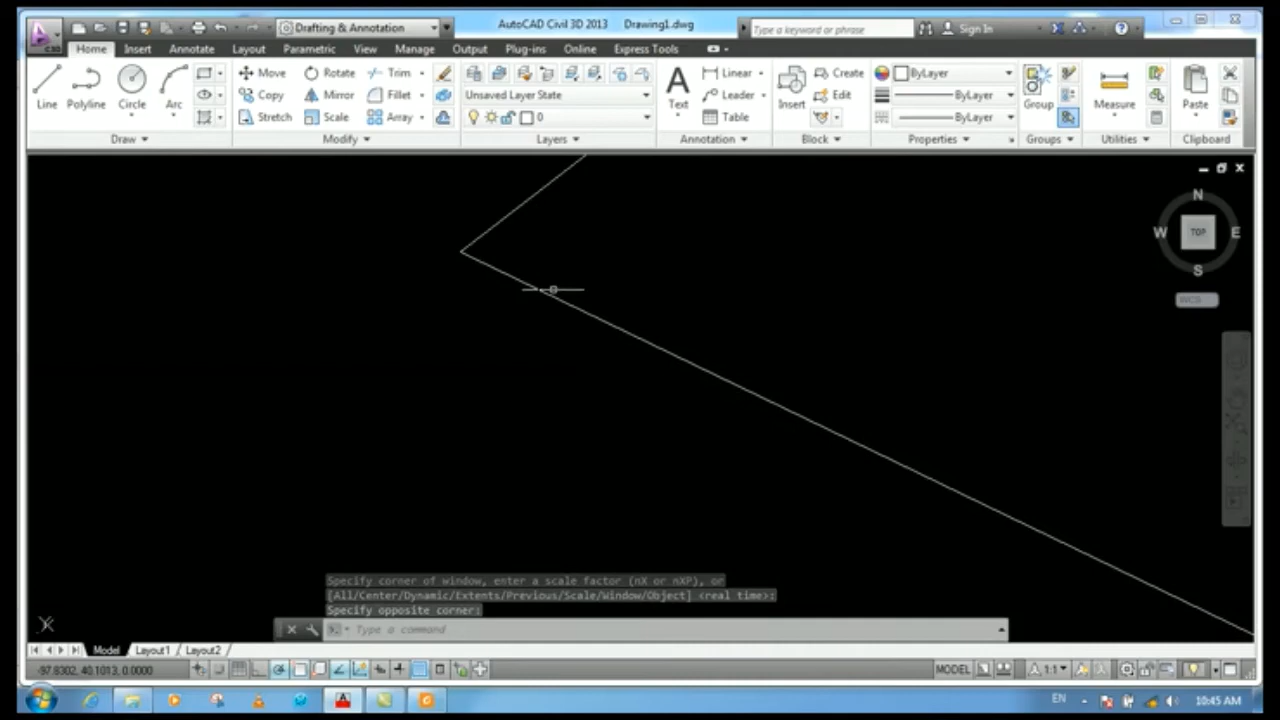 Drafting & Annotation
AutoCAD Civil 3D 2013 Drawing1.dwg
Type a keyword or phrase
Sign In
C3D
Home Insert Annotate Layout Parametric View Manage Output Plug-ins Online Express Tools
Line Polyline Circle Arc
Move Rotate Trim
Copy Mirror Fillet
Stretch Scale Array
Unsaved Layer State
0
Text
Linear
Leader
Table
Insert
Create
Edit
ByLayer
ByLayer
ByLayer
Group
Measure
Paste
Draw Modify Layers Annotation Block Properties Groups Utilities Clipboard
N
W TOP E
S
WCS
Specify corner of window, enter a scale factor (nX or nXP), or
[All/Center/Dynamic/Extents/Previous/Scale/Window/Object] <real time>:
Specify opposite corner:
Type a command
Model Layout1 Layout2
-97.8302, 40.1013, 0.0000
MODEL
1:1
EN
10:45 AM